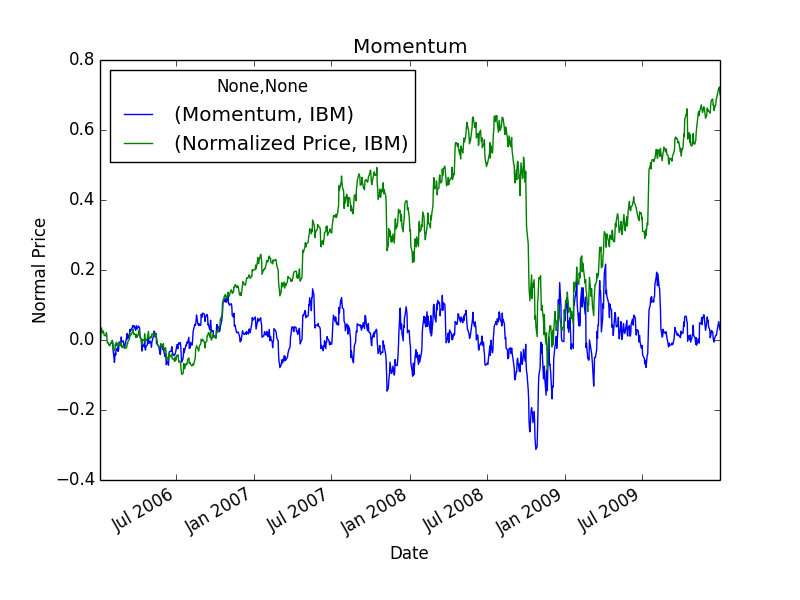 Momentum
0.8
None,None
(Momentum, IBM)
(Normalized Price, IBM)
0.6
0.4
0.2
0.0
−0.2
−0.4
Normal Price
Jul 2006
Jan 2007
Jul 2007
Jan 2008
Jul 2008
Jan 2009
Jul 2009
Date